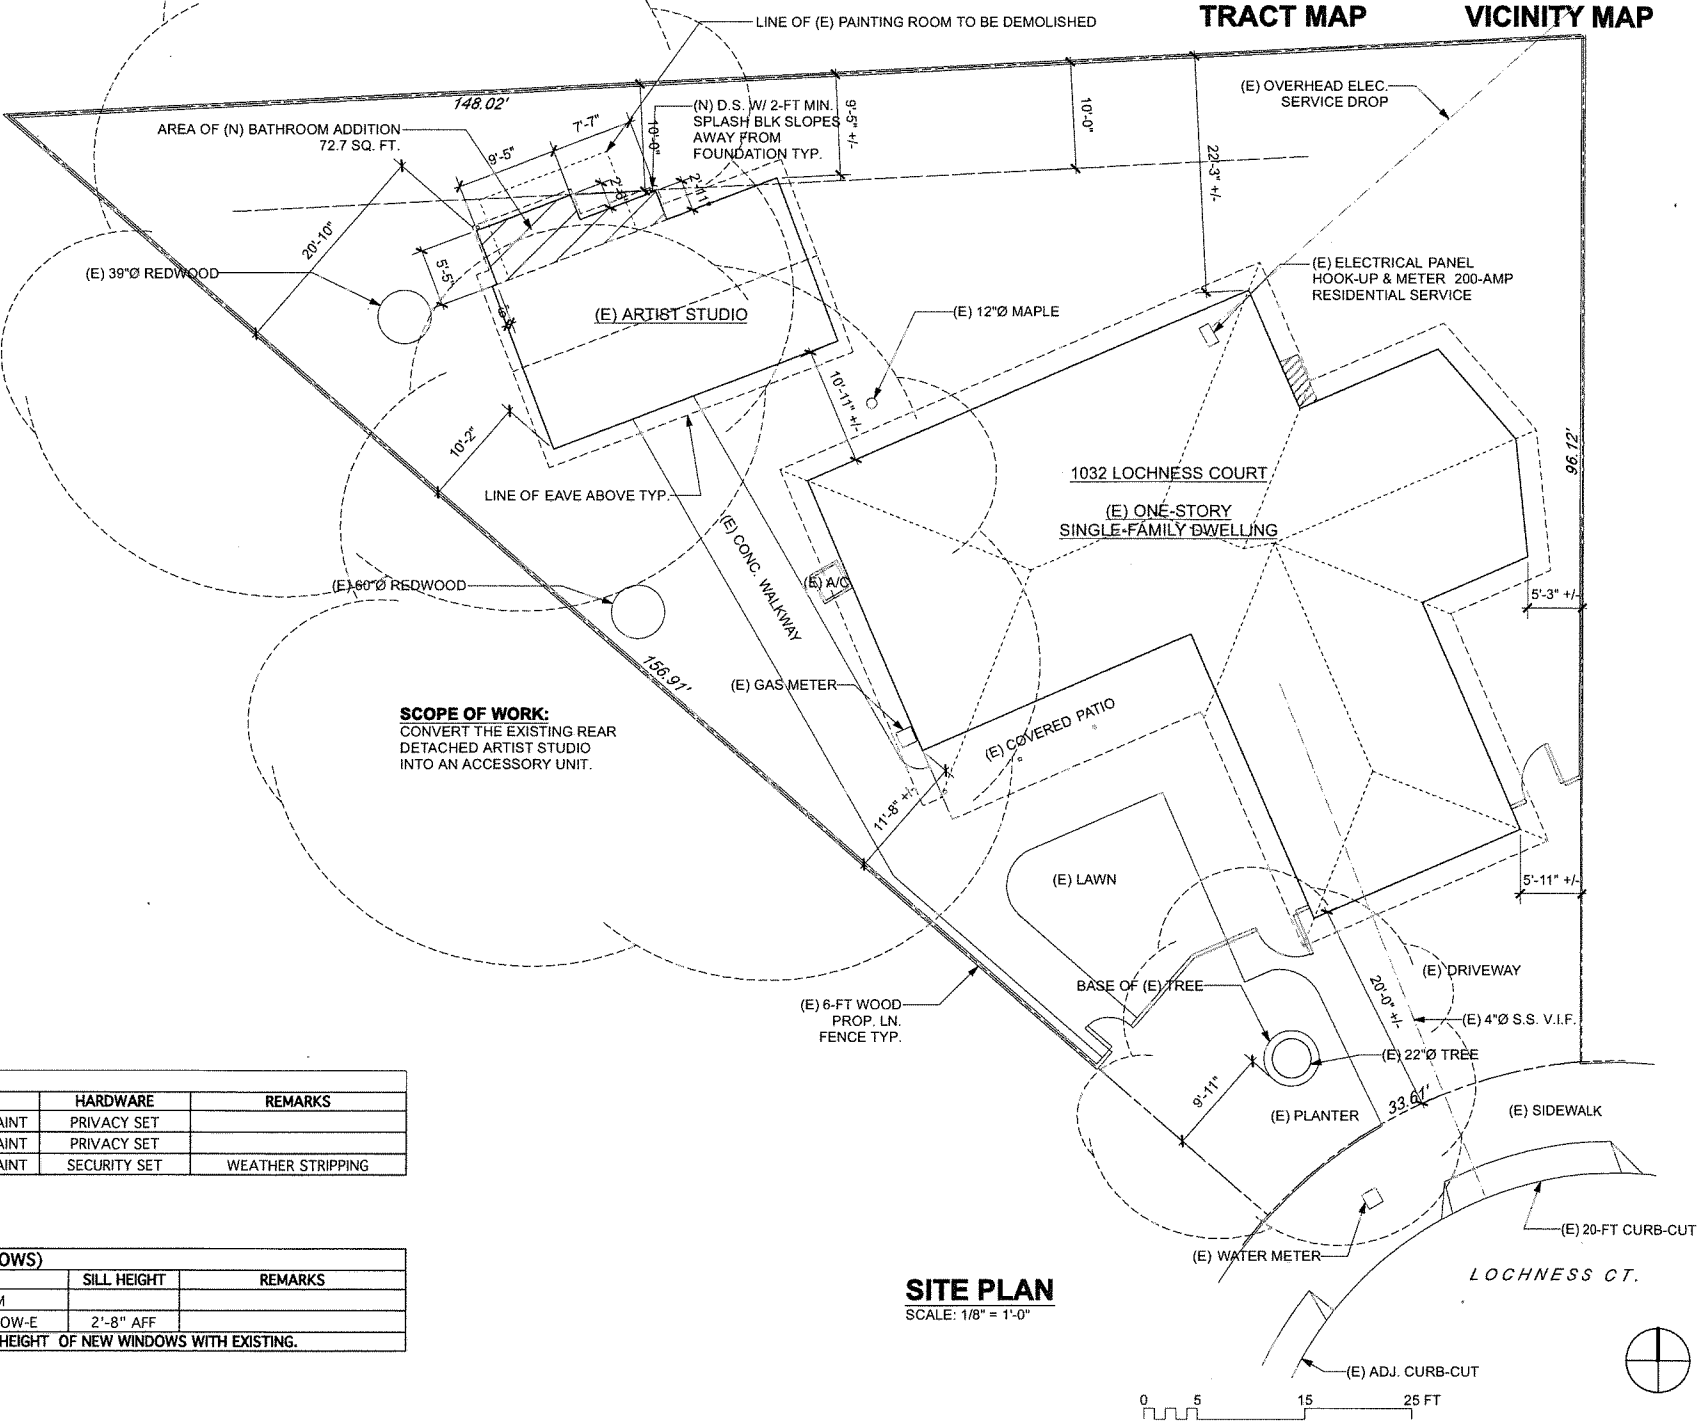 TRACT MAP
VICINITY MAP
LINE OF (E) PAINTING ROOM TO BE DEMOLISHED
148.02'
(E) OVERHEAD ELEC.
SERVICE DROP
AREA OF (N) BATHROOM ADDITION
72.7 SQ. FT.
(N) D.S. W/ 2-FT MIN.
SPLASH BLK SLOPES
AWAY FROM
FOUNDATION TYP.
7'-7"
9'-5"
10'-0"
9'-5" +/-
10'-0"
22'-3" +/-
2'-11"
20'-10"
5'-5"
(E) 39"Ø REDWOOD
(E) ELECTRICAL PANEL
HOOK-UP & METER 200-AMP
RESIDENTIAL SERVICE
(E) ARTIST STUDIO
(E) 12"Ø MAPLE
10'-11" +/-
10'-2"
96.12'
1032 LOCHNESS COURT
(E) ONE-STORY
SINGLE-FAMILY DWELLING
LINE OF EAVE ABOVE TYP.
(E) CONC. WALKWAY
(E) A/C
(E) 60"Ø REDWOOD
5'-3" +/-
156.91'
(E) GAS METER
(E) COVERED PATIO
SCOPE OF WORK:
CONVERT THE EXISTING REAR
DETACHED ARTIST STUDIO
INTO AN ACCESSORY UNIT.
11'-8" +/-
(E) LAWN
5'-11" +/-
(E) DRIVEWAY
BASE OF (E) TREE
20'-0" +/-
(E) 6-FT WOOD
PROP. LN.
FENCE TYP.
(E) 4"Ø S.S. V.I.F.
(E) 22"Ø TREE
9'-11"
33.61'
(E) PLANTER
(E) SIDEWALK
HARDWARE REMARKS
AINT PRIVACY SET
AINT PRIVACY SET
AINT SECURITY SET WEATHER STRIPPING
(E) 20-FT CURB-CUT
(E) WATER METER
LOCHNESS CT.
OWS)
SILL HEIGHT REMARKS
M
OW-E 2'-8" AFF
HEIGHT OF NEW WINDOWS WITH EXISTING.
SITE PLAN
SCALE: 1/8" = 1'-0"
(E) ADJ. CURB-CUT
0 5 15 25 FT